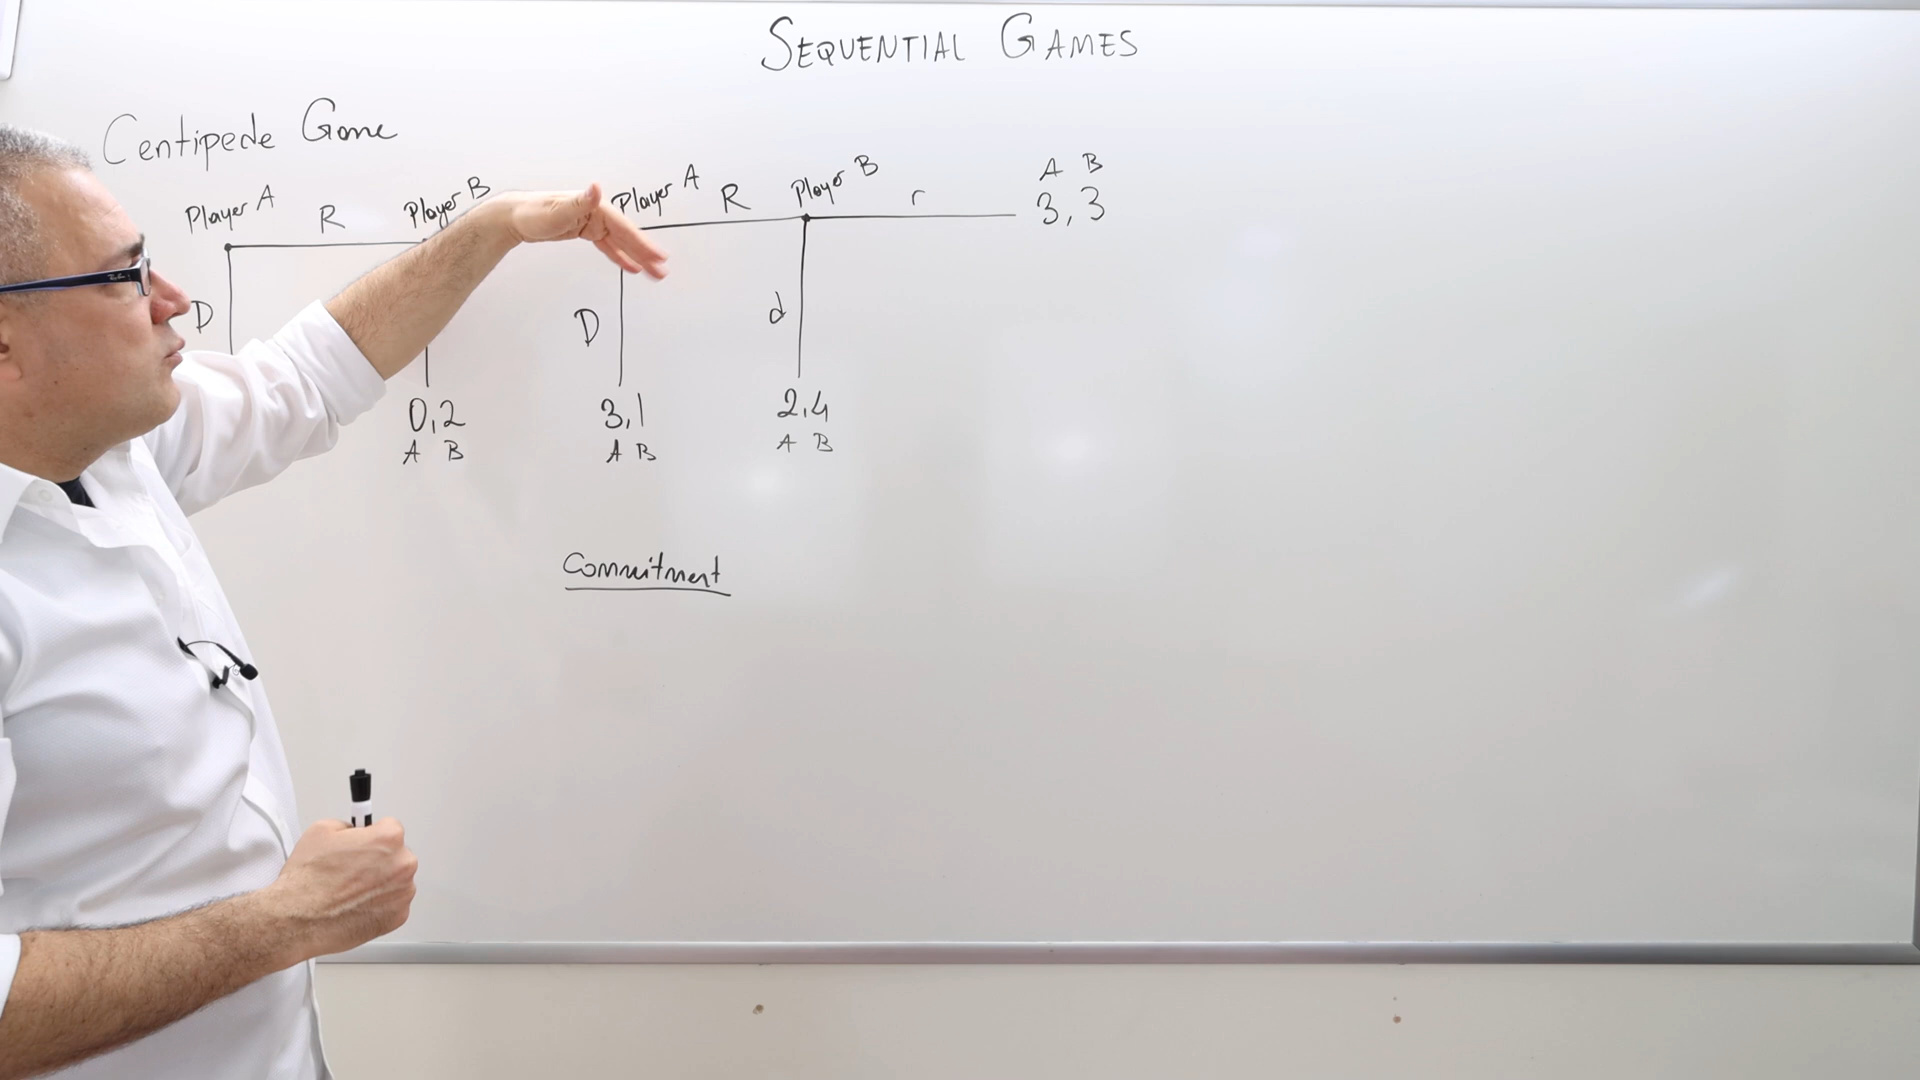 SEQUENTIAL GAMES
Centipede Game
Player A R Player B Player A R Player B r A B
3, 3
D D d
0,2 3,1 2,4
A B A B A B
Commitment